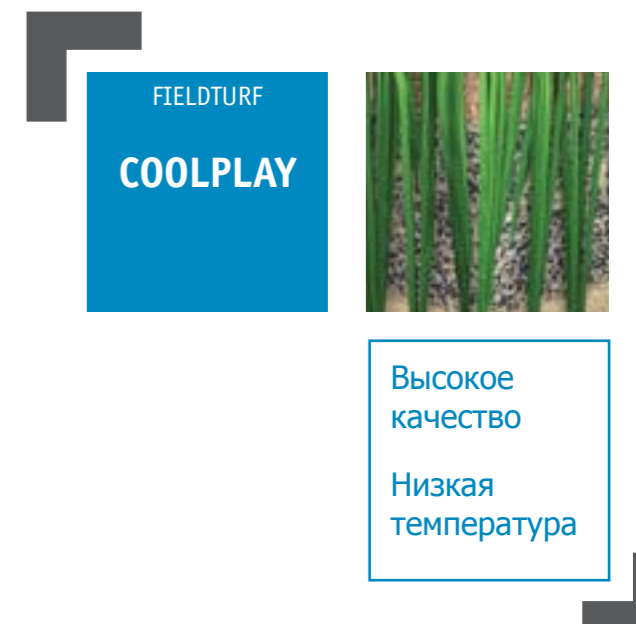 FIELDTURF
COOLPLAY
Высокое
качество
Низкая
температура